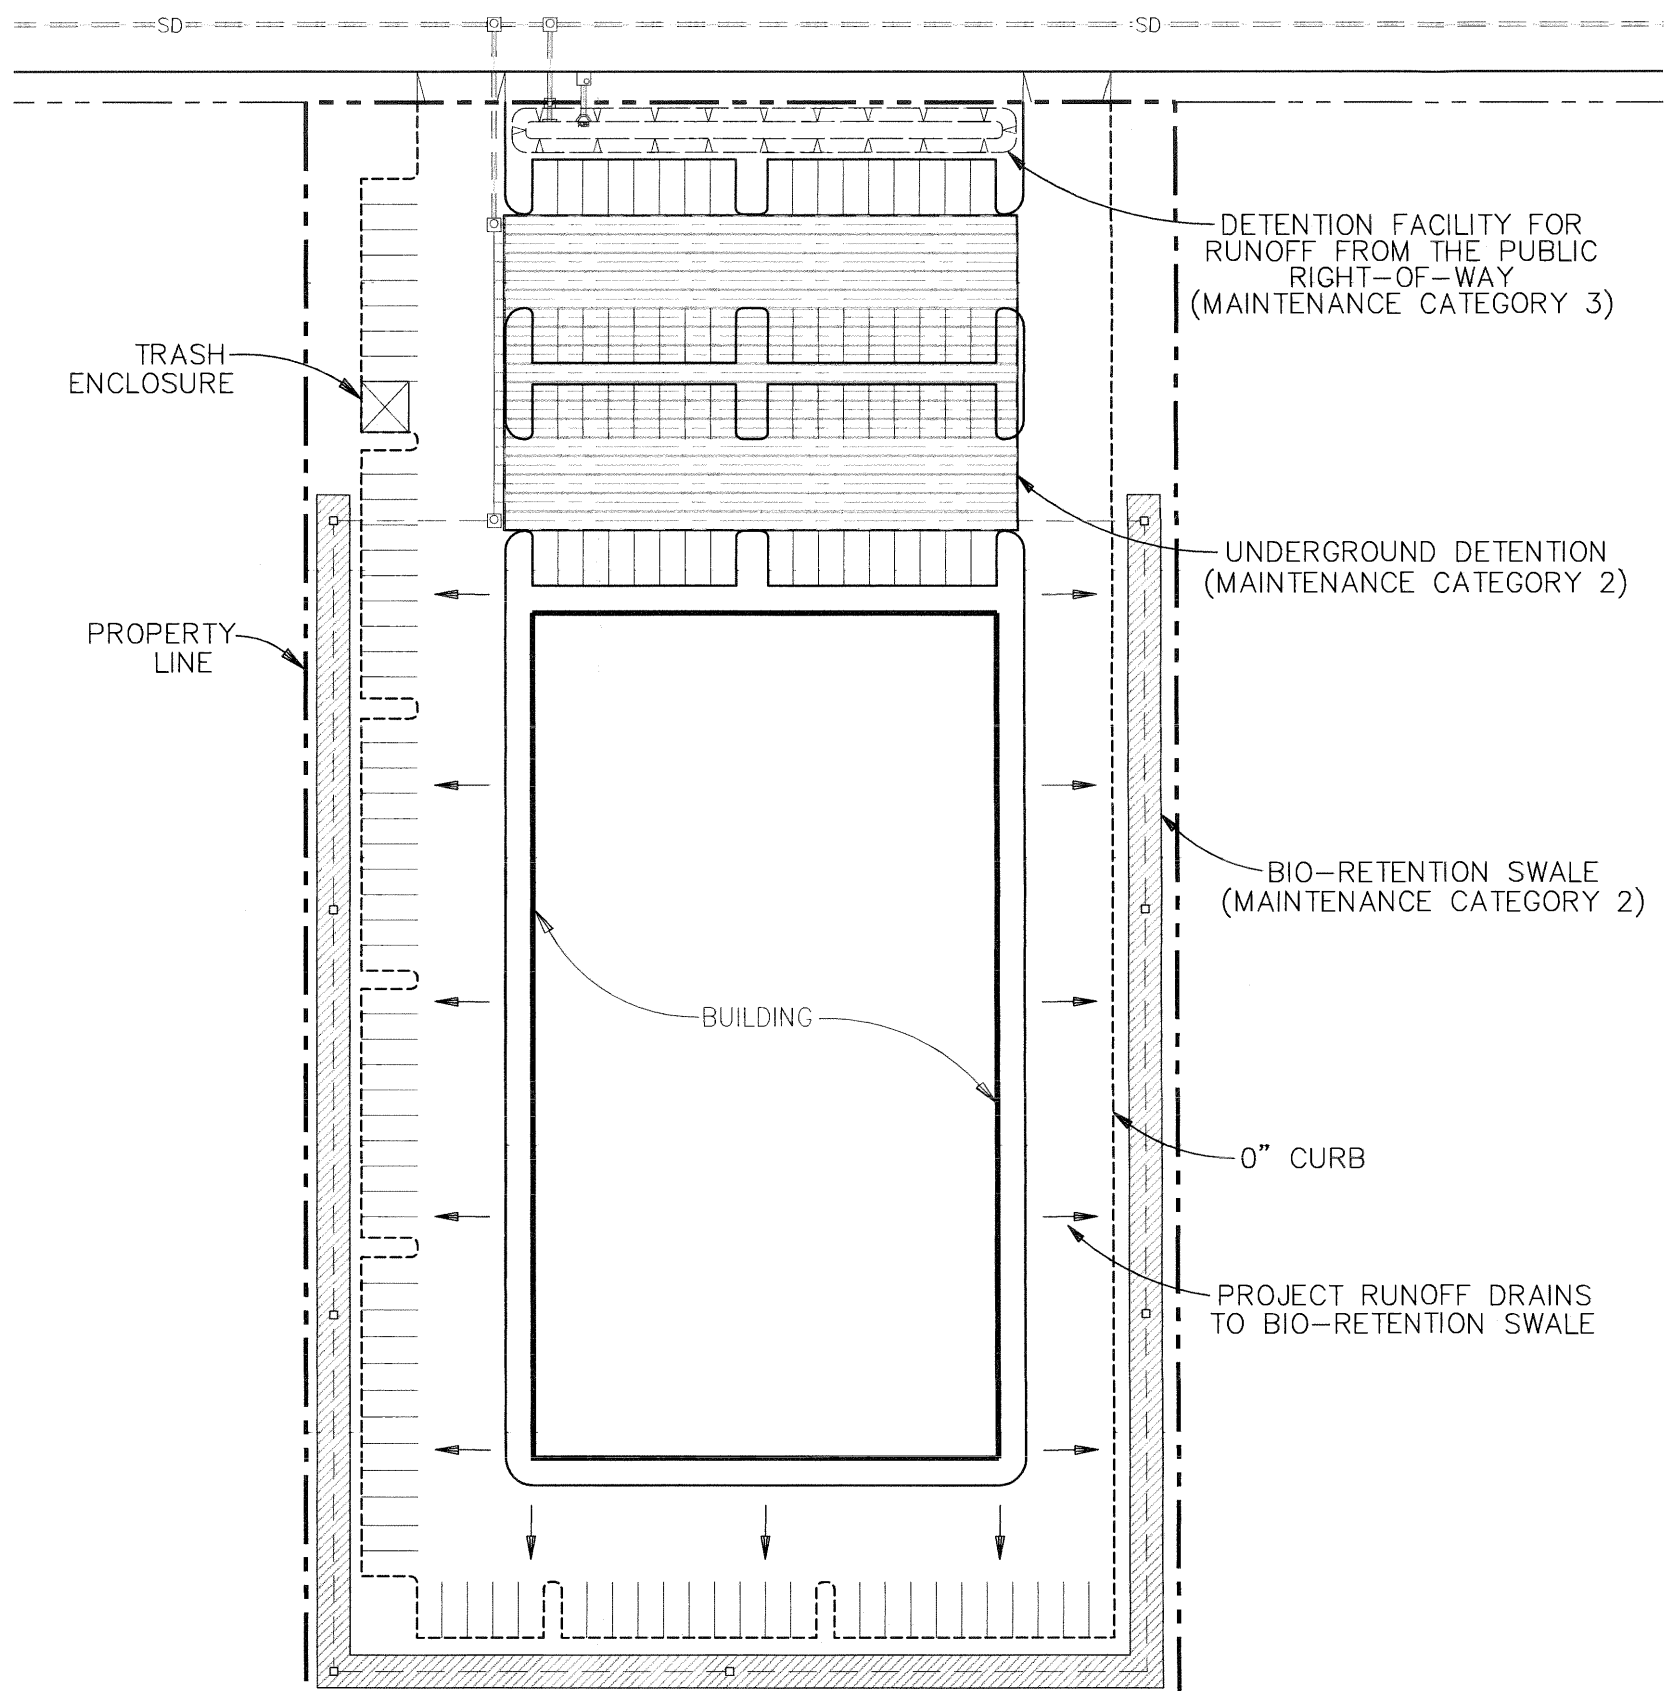 SD
SD
DETENTION FACILITY FOR
RUNOFF FROM THE PUBLIC
RIGHT-OF-WAY
(MAINTENANCE CATEGORY 3)
TRASH
ENCLOSURE
UNDERGROUND DETENTION
(MAINTENANCE CATEGORY 2)
PROPERTY
LINE
BIO-RETENTION SWALE
(MAINTENANCE CATEGORY 2)
BUILDING
0" CURB
PROJECT RUNOFF DRAINS
TO BIO-RETENTION SWALE